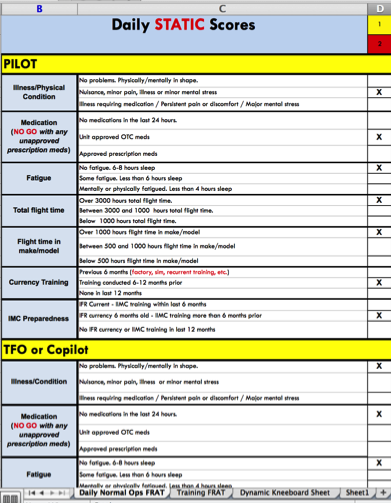 B C D
Daily STATIC Scores
1
2
PILOT
Illness/Physical Condition
No problems. Physically/mentally in shape.
Nuisance, minor pain, illness or minor mental stress X
Illness requiring medication / Persistent pain or discomfort / Major mental stress
Medication
(NO GO with any
unapproved
prescription meds)
No medications in the last 24 hours.
Unit approved OTC meds X
Approved prescription meds
Fatigue
No fatigue. 6-8 hours sleep X
Some fatigue. Less than 6 hours sleep
Mentally or physically fatigued. Less than 4 hours sleep
Total flight time
Over 3000 hours total flight time. X
Between 3000 and 1000 hours total flight time.
Below 1000 hours total flight time.
Flight time in
make/model
Over 1000 hours flight time in make/model X
Between 500 and 1000 hours flight time in make/model
Below 500 hours flight time in make/model
Currency Training
Previous 6 months (factory, sim, recurrent training, etc.)
Training conducted 6-12 months prior X
None in last 12 months
IMC Preparedness
IFR Current - IIMC training within last 6 months
IFR currency 6 months old - IIMC training more than 6 months prior X
No IFR currency or IIMC training in last 12 months
TFO or Copilot
Illness/Condition
No problems. Physically/mentally in shape. X
Nuisance, minor pain, illness or minor mental stress
Illness requiring medication / Persistent pain or discomfort / Major mental stress
Medication
(NO GO with any
unapproved
prescription meds)
No medications in the last 24 hours. X
Unit approved OTC meds
Approved prescription meds
Fatigue
No fatigue. 6-8 hours sleep X
Some fatigue. Less than 6 hours sleep
Mentally or physically fatigued. Less than 4 hours sleep
Daily Normal Ops FRAT Training FRAT Dynamic Kneeboard Sheet Sheet1 +